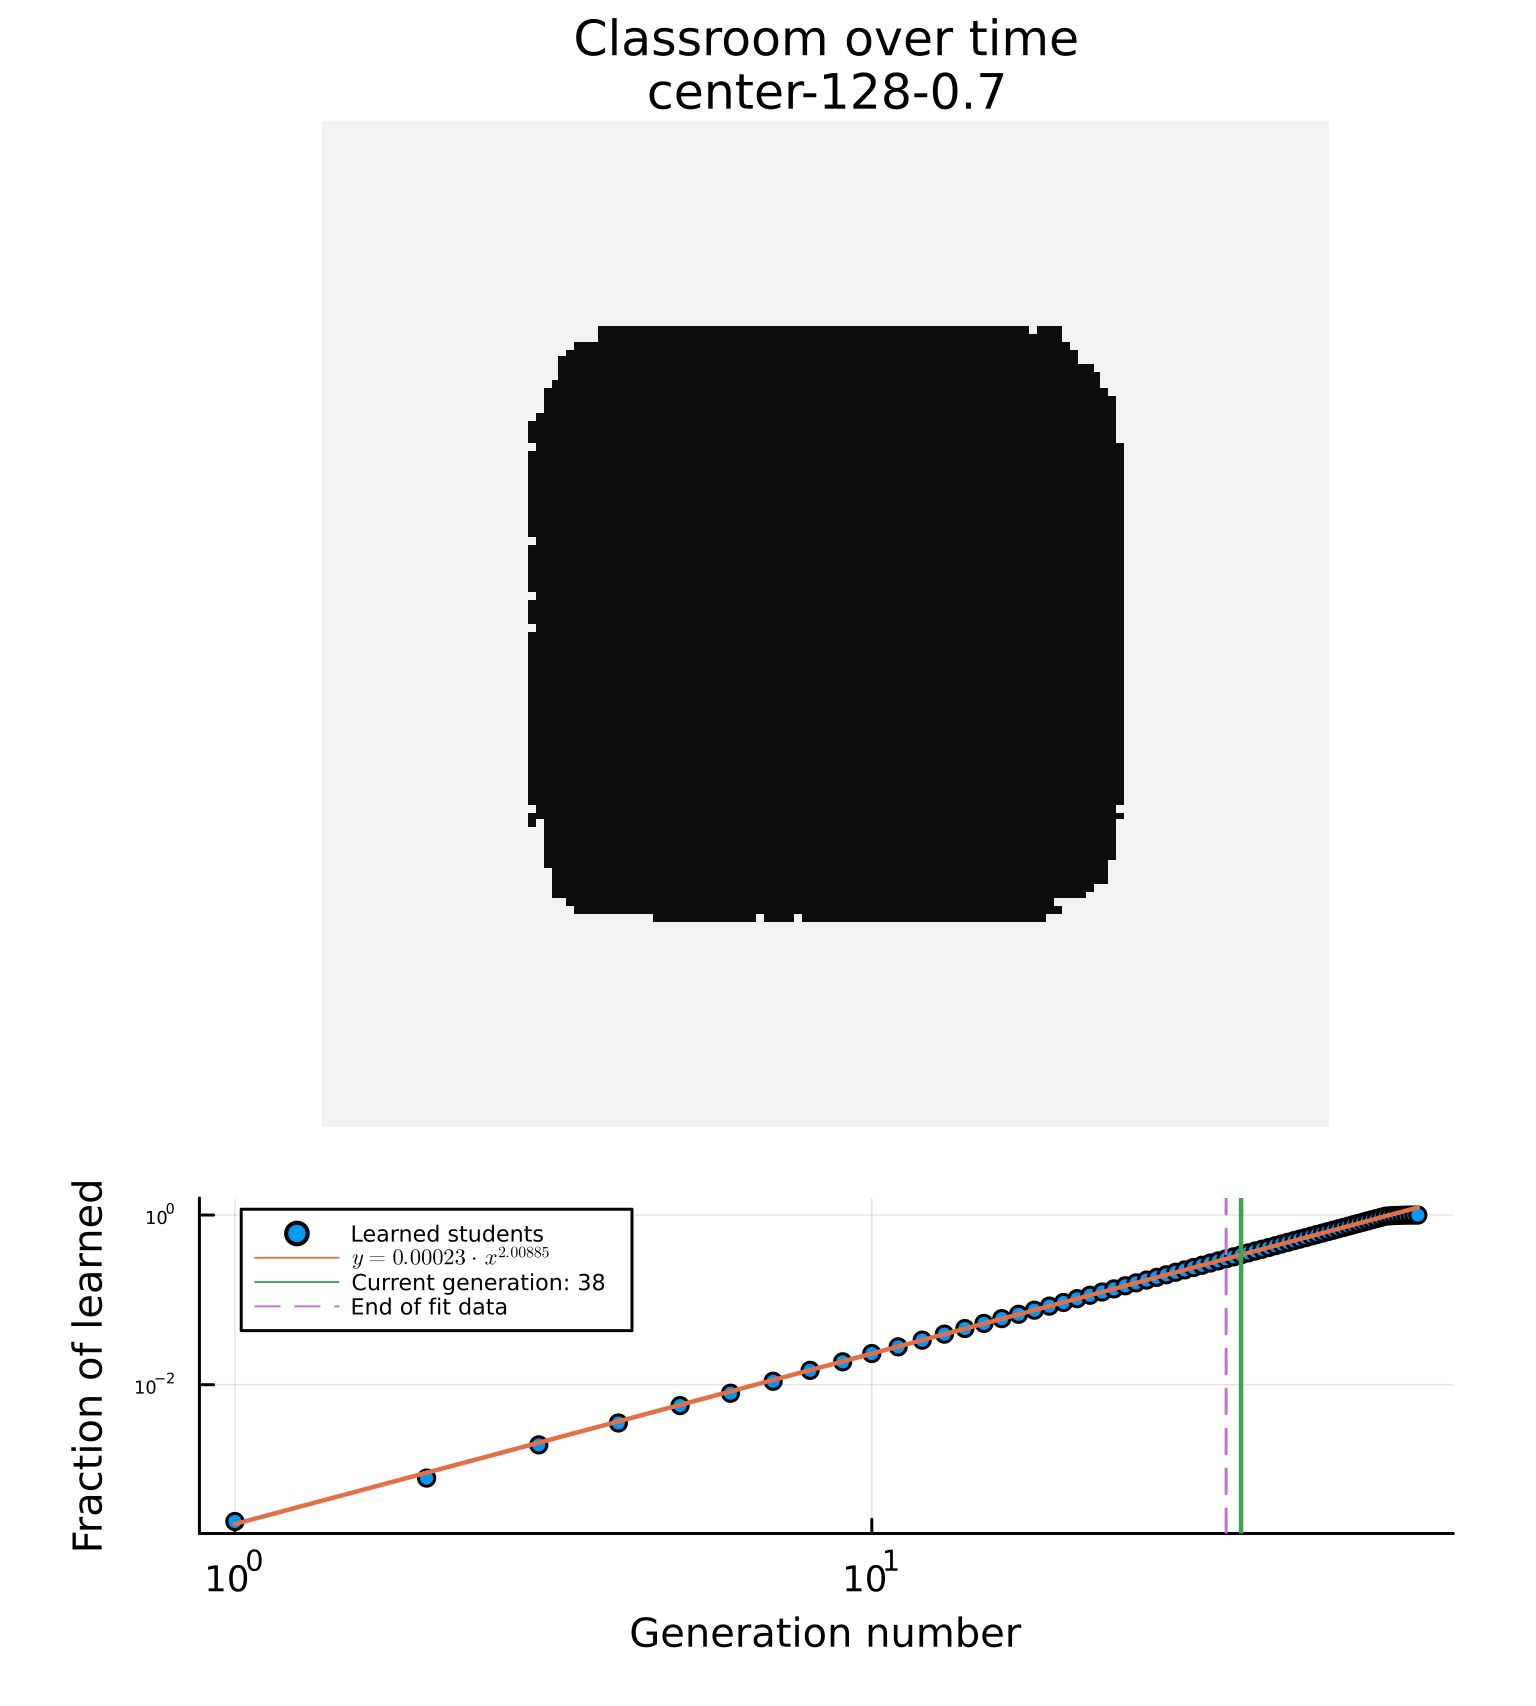 Classroom over time
center-128-0.7
Fraction of learned
10^0
10^-2
Learned students
y = 0.00023 · x^2.00885
Current generation: 38
End of fit data
10^0 10^1
Generation number